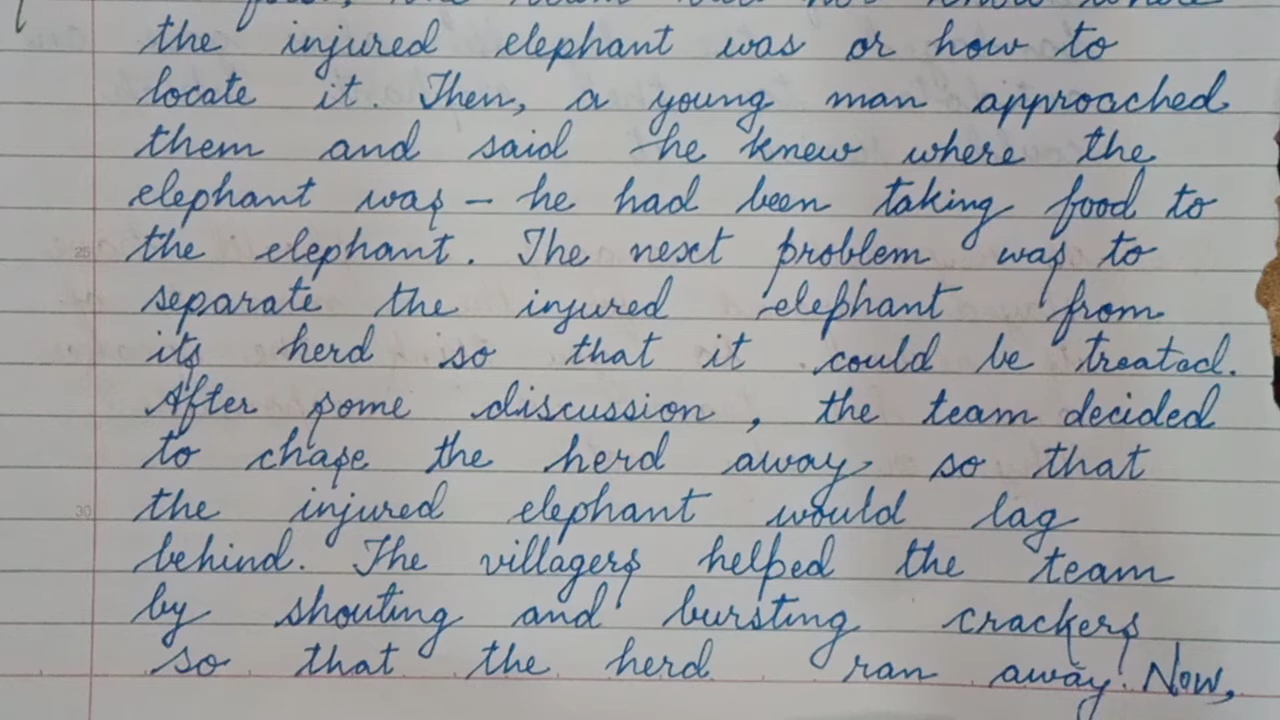 the injured elephant was or how to
locate it. Then, a young man approached
them and said he knew where the
elephant was – he had been taking food to
25 the elephant. The next problem was to
separate the injured elephant from
its herd so that it could be treated.
After some discussion, the team decided
to chase the herd away so that
30 the injured elephant would lag
behind. The villagers helped the team
by shouting and bursting crackers
so that the herd ran away. Now,